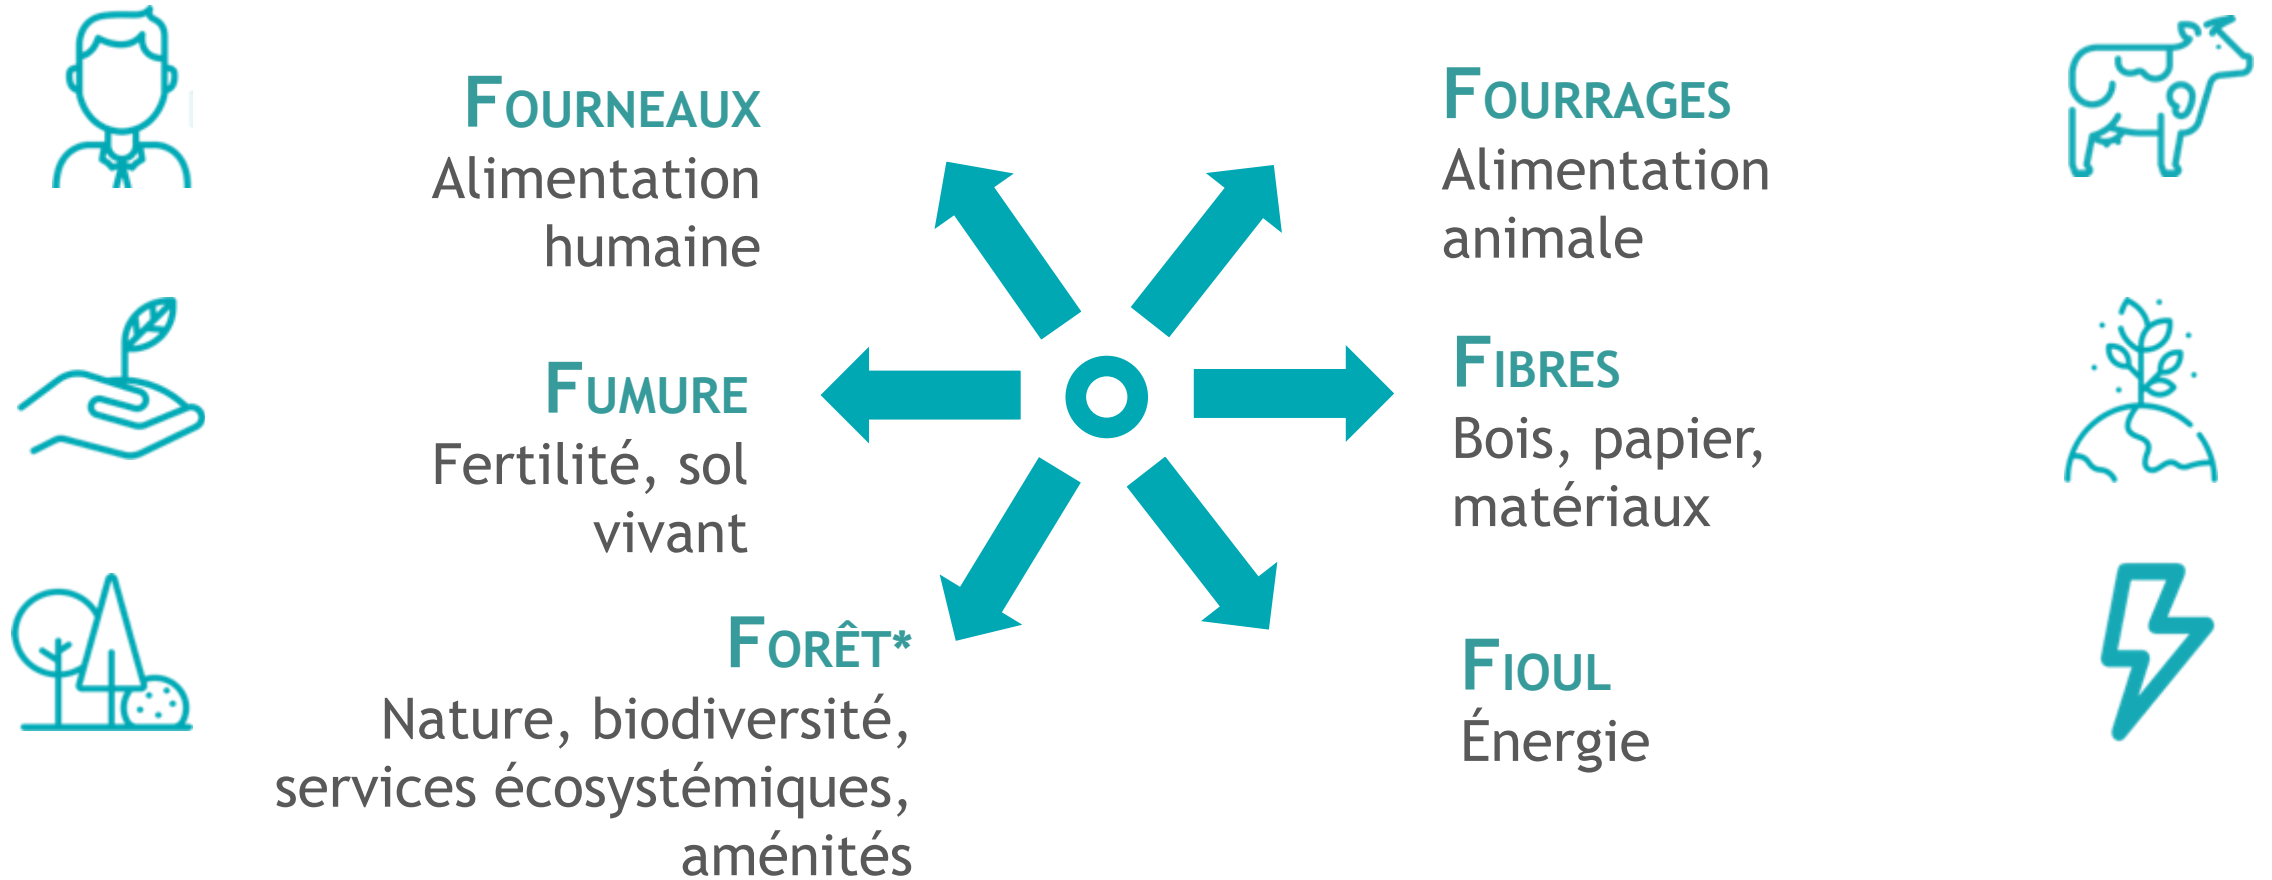 FOURNEAUX
Alimentation
humaine
FOURRAGES
Alimentation
animale
FUMURE
Fertilité, sol
vivant
FIBRES
Bois, papier,
matériaux
FORÊT*
Nature, biodiversité,
services écosystémiques,
aménités
FIOUL
Énergie